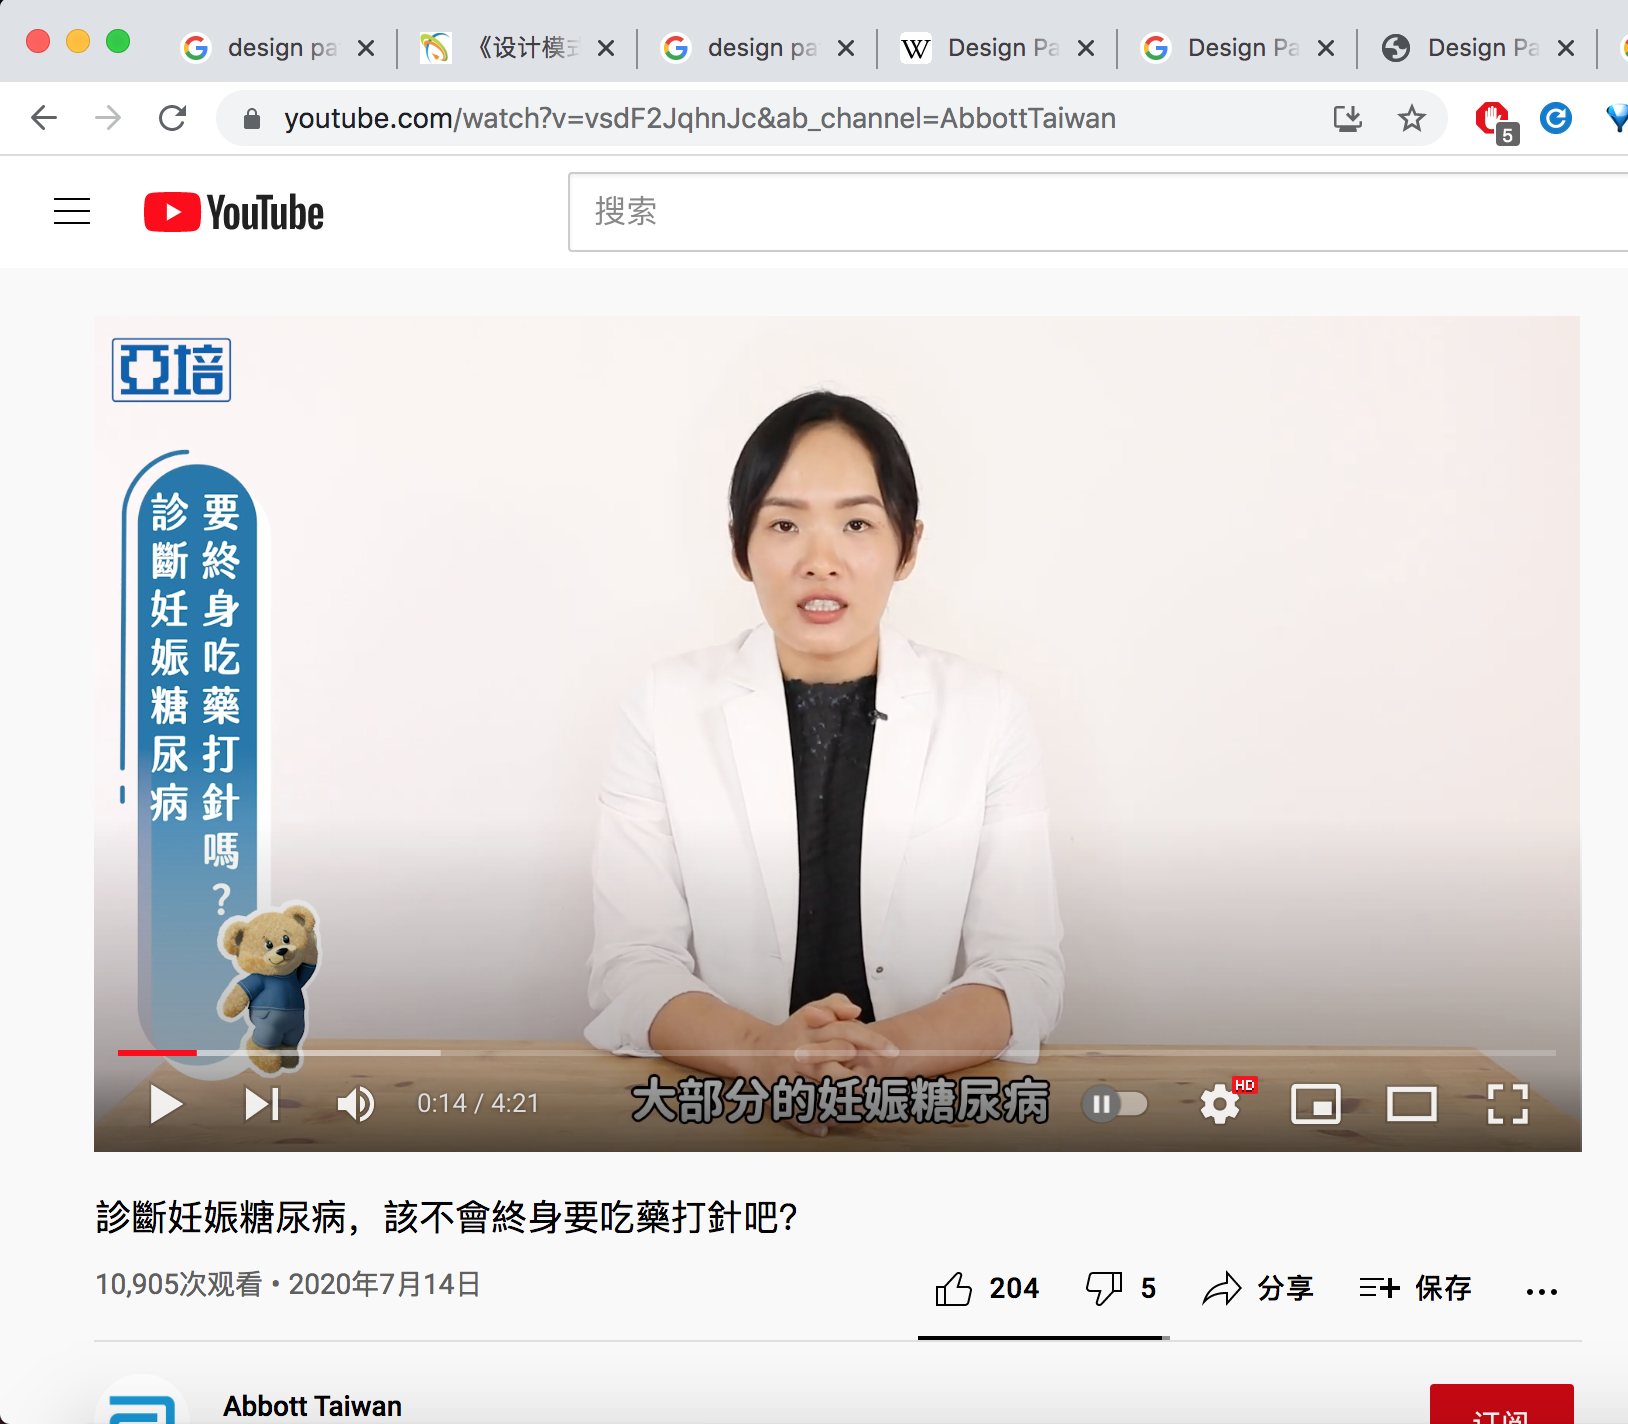 design pa
《设计模式
design pa
W
Design Pa
Design Pa
Design Pa
youtube.com/watch?v=vsdF2JqhnJc&ab_channel=AbbottTaiwan
5
YouTube
搜索
亞培
要終身吃藥打針嗎?
診斷妊娠糖尿病
大部分的妊娠糖尿病
0:14 / 4:21
HD
診斷妊娠糖尿病，該不會終身要吃藥打針吧?
10,905次观看 • 2020年7月14日
204
5
分享
保存
Abbott Taiwan
订阅